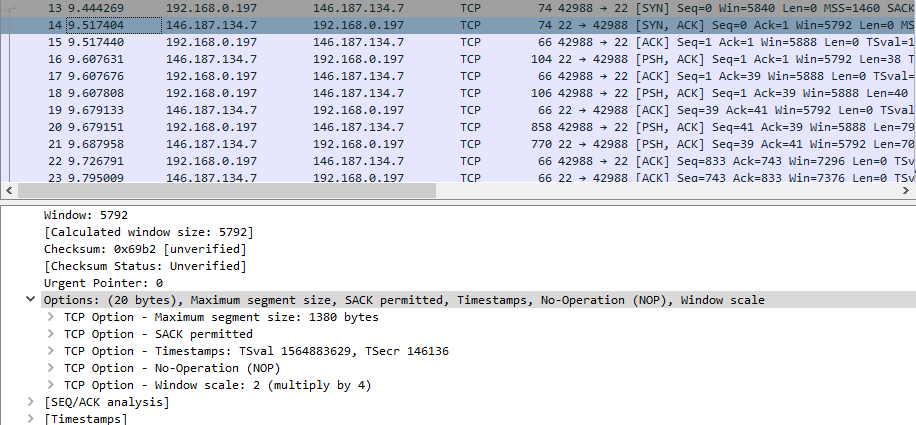 13 9.444269 192.168.0.197 146.187.134.7 TCP 74 42988 → 22 [SYN] Seq=0 Win=5840 Len=0 MSS=1460 SACK
14 9.517404 146.187.134.7 192.168.0.197 TCP 74 22 → 42988 [SYN, ACK] Seq=0 Ack=1 Win=5792 Len=0 MS
15 9.517440 192.168.0.197 146.187.134.7 TCP 66 42988 → 22 [ACK] Seq=1 Ack=1 Win=5888 Len=0 TSval=1
16 9.607631 146.187.134.7 192.168.0.197 TCP 104 22 → 42988 [PSH, ACK] Seq=1 Ack=1 Win=5792 Len=38 T
17 9.607676 192.168.0.197 146.187.134.7 TCP 66 42988 → 22 [ACK] Seq=1 Ack=39 Win=5888 Len=0 TSval=
18 9.607808 192.168.0.197 146.187.134.7 TCP 106 42988 → 22 [PSH, ACK] Seq=1 Ack=39 Win=5888 Len=40
19 9.679133 146.187.134.7 192.168.0.197 TCP 66 22 → 42988 [ACK] Seq=39 Ack=41 Win=5792 Len=0 TSval
20 9.679151 192.168.0.197 146.187.134.7 TCP 858 42988 → 22 [PSH, ACK] Seq=41 Ack=39 Win=5888 Len=79
21 9.687958 146.187.134.7 192.168.0.197 TCP 770 22 → 42988 [PSH, ACK] Seq=39 Ack=41 Win=5792 Len=70
22 9.726791 192.168.0.197 146.187.134.7 TCP 66 42988 → 22 [ACK] Seq=833 Ack=743 Win=7296 Len=0 TSv
23 9.795009 146.187.134.7 192.168.0.197 TCP 66 22 → 42988 [ACK] Seq=743 Ack=833 Win=7376 Len=0 TSv
Window: 5792
[Calculated window size: 5792]
Checksum: 0x69b2 [unverified]
[Checksum Status: Unverified]
Urgent Pointer: 0
Options: (20 bytes), Maximum segment size, SACK permitted, Timestamps, No-Operation (NOP), Window scale
TCP Option - Maximum segment size: 1380 bytes
TCP Option - SACK permitted
TCP Option - Timestamps: TSval 1564883629, TSecr 146136
TCP Option - No-Operation (NOP)
TCP Option - Window scale: 2 (multiply by 4)
[SEQ/ACK analysis]
[Timestamps]